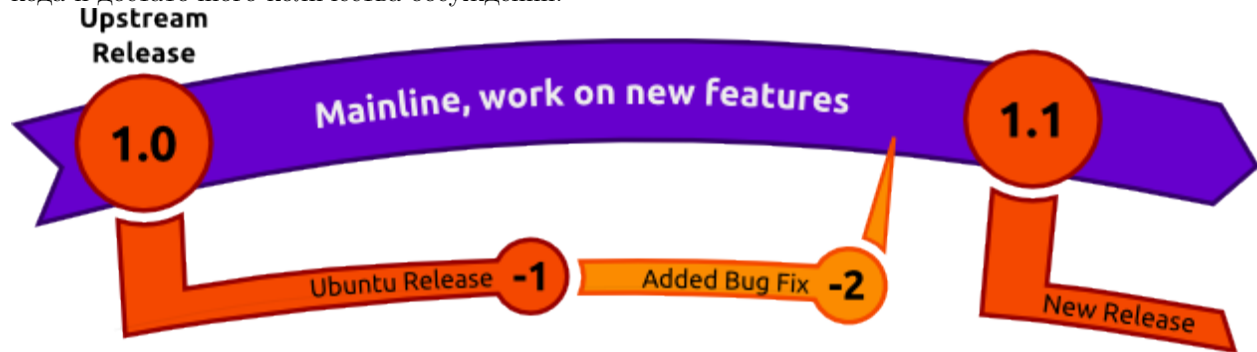 Upstream
Release
Mainline, work on new features
1.0
1.1
Ubuntu Release -1
Added Bug Fix -2
New Release